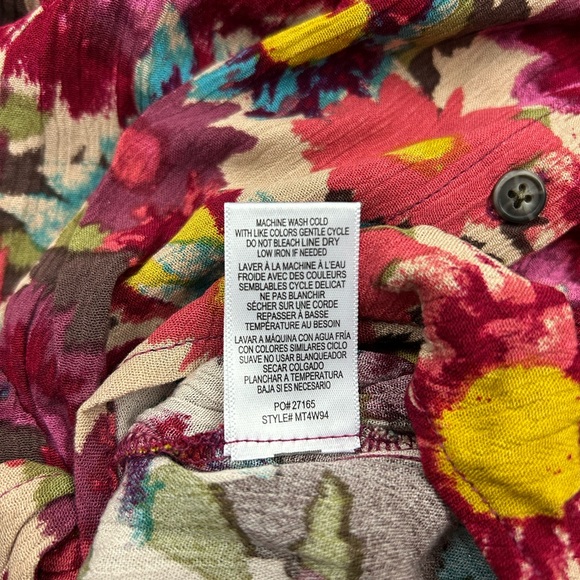 MACHINE WASH COLD
WITH LIKE COLORS GENTLE CYCLE
DO NOT BLEACH LINE DRY
LOW IRON IF NEEDED
LAVER À LA MACHINE À L'EAU
FROIDE AVEC DES COULEURS
SEMBLABLES CYCLE DELICAT
NE PAS BLANCHIR
SÉCHER SUR UNE CORDE
REPASSER À BASSE
TEMPÉRATURE AU BESOIN
LAVAR A MÁQUINA CON AGUA FRÍA
CON COLORES SIMILARES CICLO
SUAVE NO USAR BLANQUEADOR
SECAR COLGADO
PLANCHAR A TEMPERATURA
BAJA SI ES NECESARIO
PO#27165
STYLE# MT4W94